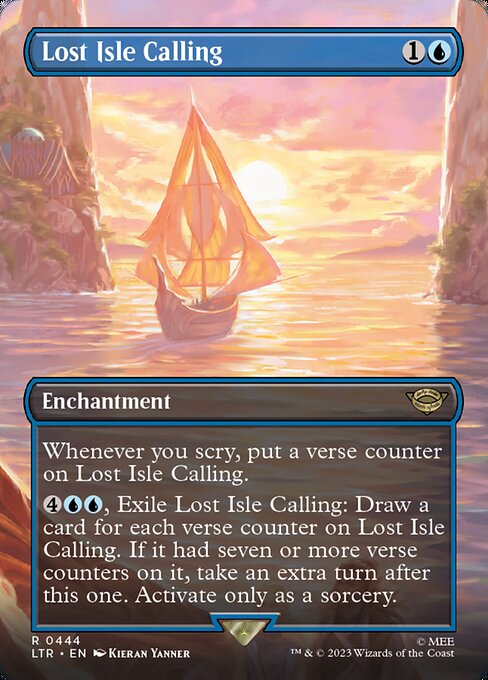 Lost Isle Calling
1
Enchantment
Whenever you scry, put a verse counter
on Lost Isle Calling.
4, Exile Lost Isle Calling: Draw a
card for each verse counter on Lost Isle
Calling. If it had seven or more verse
counters on it, take an extra turn after
this one. Activate only as a sorcery.
R 0444
LTR • EN KIERAN YANNER
© MEE
™ & © 2023 Wizards of the Coast